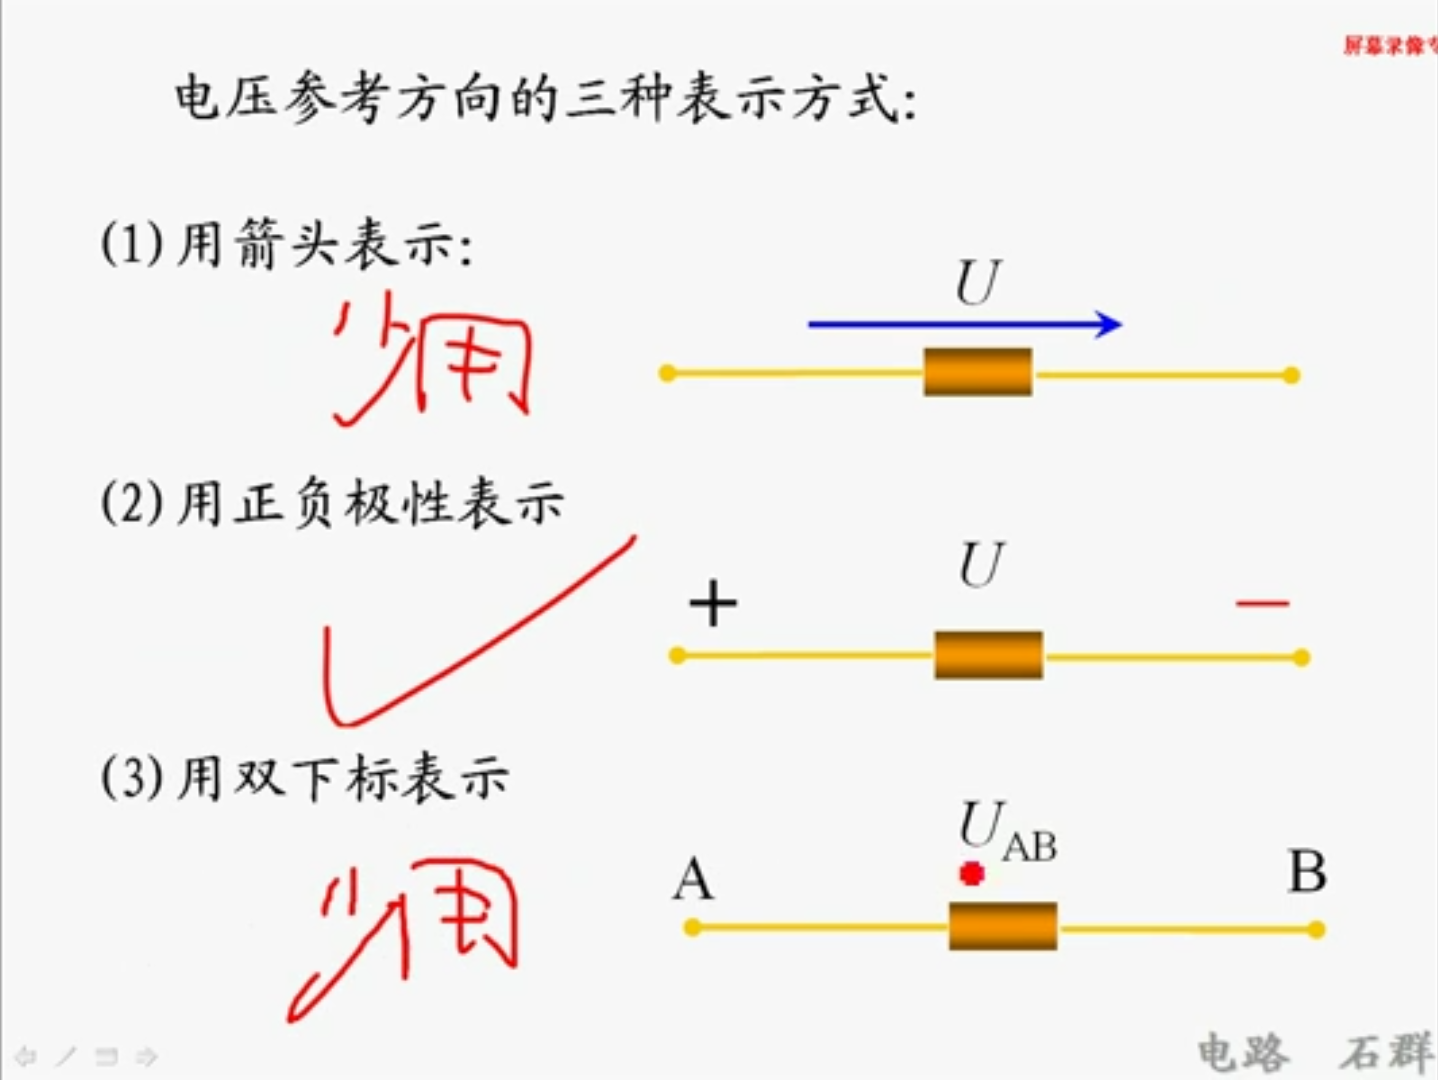 屏幕录像专
电压参考方向的三种表示方式:
(1)用箭头表示:
少用
U
(2)用正负极性表示
U
+ −
(3)用双下标表示
少用
U_AB
A B
电路 石群